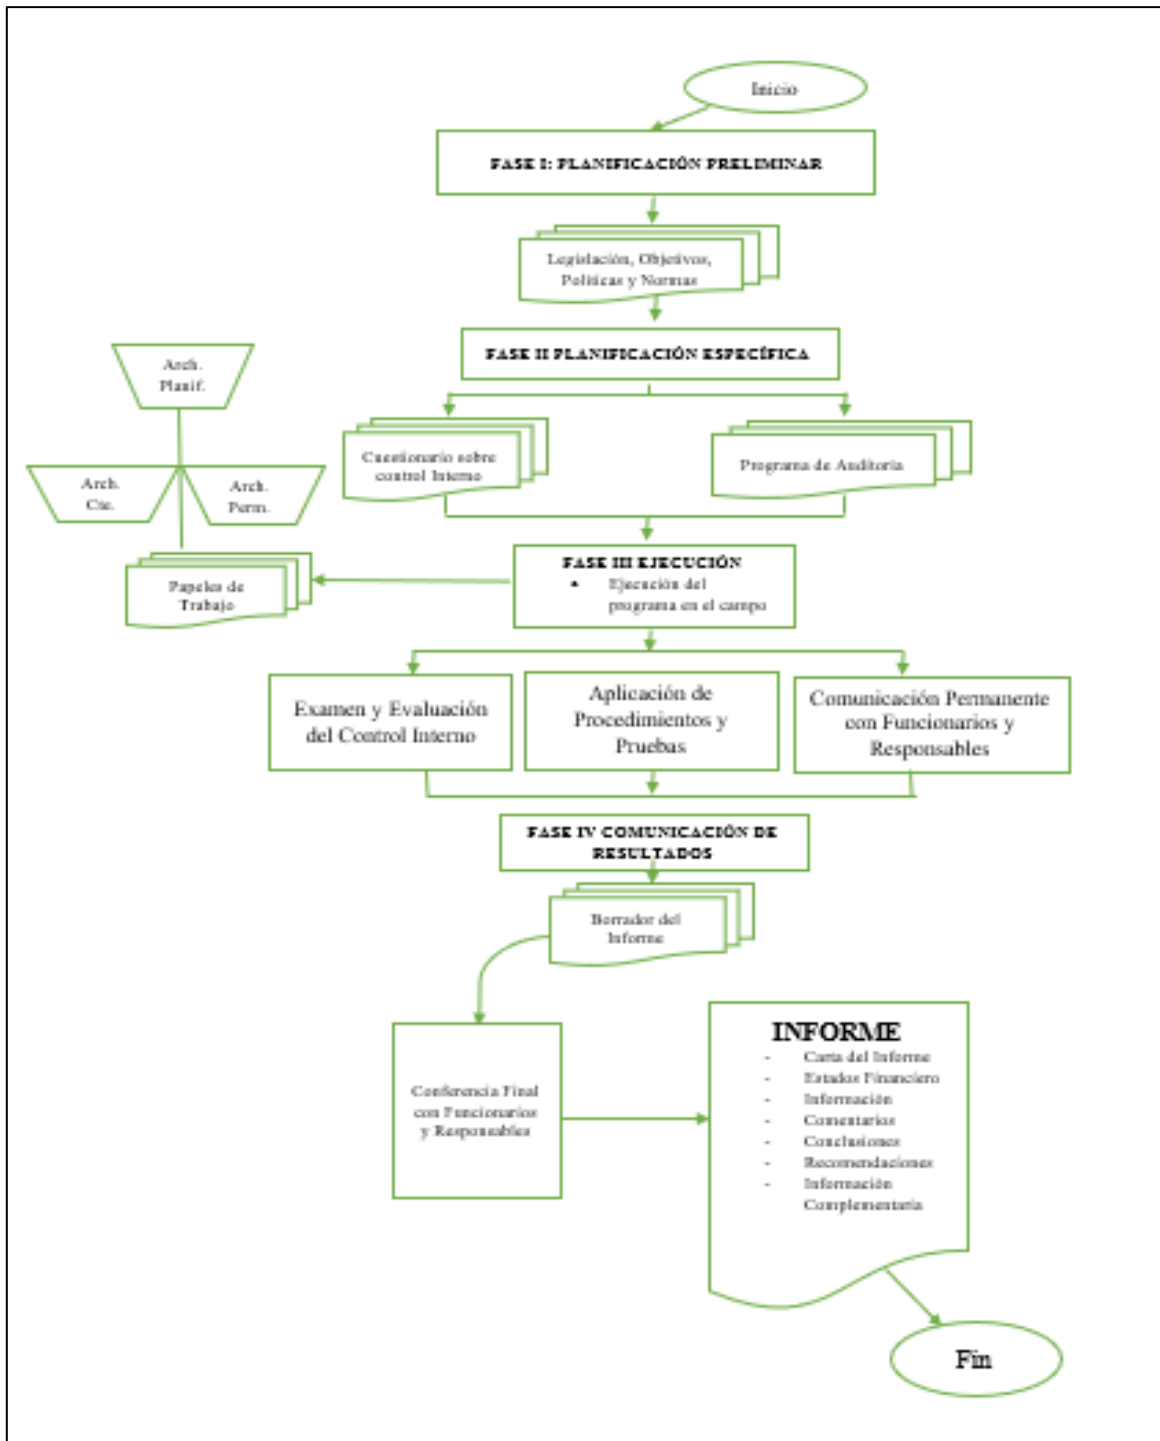 Inicio
FASE I: PLANIFICACIÓN PRELIMINAR
Legislación, Objetivos,
Políticas y Normas
FASE II PLANIFICACIÓN ESPECÍFICA
Arch.
Planif.
Arch.
Cte.
Arch.
Perm.
Cuestionario sobre
control Interno
Programa de Auditoria
FASE III EJECUCIÓN
• Ejecución del
programa en el campo
Papeles de
Trabajo
Examen y Evaluación
del Control Interno
Aplicación de
Procedimientos y
Pruebas
Comunicación Permanente
con Funcionarios y
Responsables
FASE IV COMUNICACIÓN DE
RESULTADOS
Borrador del
Informe
Conferencia Final
con Funcionarios
y Responsables
INFORME
- Carta del Informe
- Estados Financiero
- Información
- Comentarios
- Conclusiones
- Recomendaciones
- Información
Complementaria
Fin